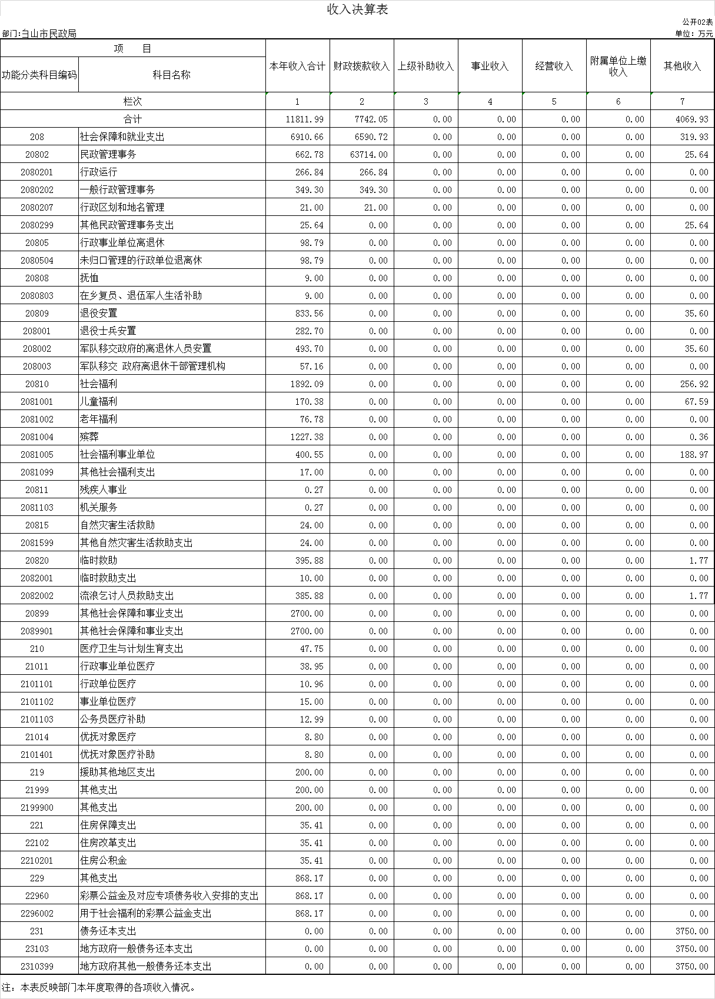 收入决算表
公开02表
部门:刍山市民政局 单位：万元
项 目 本年收入合计 财政拨款收入 上级补助收入 事业收入 经营收入 附属单位上缴收入 其他收入
功能分类科目编码 科目名称
栏次 1 2 3 4 5 6 7
合计 11811.99 7742.05 0.00 0.00 0.00 0.00 4069.93
208 社会保障和就业支出 6910.66 6590.72 0.00 0.00 0.00 0.00 319.93
20802 民政管理事务 662.78 63714.00 0.00 0.00 0.00 0.00 25.64
2080201 行政运行 266.84 266.84 0.00 0.00 0.00 0.00 0.00
2080202 一般行政管理事务 349.30 349.30 0.00 0.00 0.00 0.00 0.00
2080207 行政区划和地名管理 21.00 21.00 0.00 0.00 0.00 0.00 0.00
2080299 其他民政管理事务支出 25.64 0.00 0.00 0.00 0.00 0.00 25.64
20805 行政事业单位离退休 98.79 0.00 0.00 0.00 0.00 0.00 0.00
2080504 未归口管理的行政单位退离休 98.79 0.00 0.00 0.00 0.00 0.00 0.00
20808 抚恤 9.00 0.00 0.00 0.00 0.00 0.00 0.00
2080803 在乡复员、退伍军人生活补助 9.00 0.00 0.00 0.00 0.00 0.00 0.00
20809 退役安置 833.56 0.00 0.00 0.00 0.00 0.00 35.60
208001 退役士兵安置 282.70 0.00 0.00 0.00 0.00 0.00 0.00
208002 军队移交政府的离退休人员安置 493.70 0.00 0.00 0.00 0.00 0.00 35.60
208003 军队移交 政府离退休干部管理机构 57.16 0.00 0.00 0.00 0.00 0.00 0.00
20810 社会福利 1892.09 0.00 0.00 0.00 0.00 0.00 256.92
2081001 儿童福利 170.38 0.00 0.00 0.00 0.00 0.00 67.59
2081002 老年福利 76.78 0.00 0.00 0.00 0.00 0.00 0.00
2081004 殡葬 1227.38 0.00 0.00 0.00 0.00 0.00 0.36
2081005 社会福利事业单位 400.55 0.00 0.00 0.00 0.00 0.00 188.97
2081099 其他社会福利支出 17.00 0.00 0.00 0.00 0.00 0.00 0.00
20811 残疾人事业 0.27 0.00 0.00 0.00 0.00 0.00 0.00
2081103 机关服务 0.27 0.00 0.00 0.00 0.00 0.00 0.00
20815 自然灾害生活救助 24.00 0.00 0.00 0.00 0.00 0.00 0.00
2081599 其他自然灾害生活救助支出 24.00 0.00 0.00 0.00 0.00 0.00 0.00
20820 临时救助 395.88 0.00 0.00 0.00 0.00 0.00 1.77
2082001 临时救助支出 10.00 0.00 0.00 0.00 0.00 0.00 0.00
2082002 流浪乞讨人员救助支出 385.88 0.00 0.00 0.00 0.00 0.00 1.77
20899 其他社会保障和事业支出 2700.00 0.00 0.00 0.00 0.00 0.00 0.00
2089901 其他社会保障和事业支出 2700.00 0.00 0.00 0.00 0.00 0.00 0.00
210 医疗卫生与计划生育支出 47.75 0.00 0.00 0.00 0.00 0.00 0.00
21011 行政事业单位医疗 38.95 0.00 0.00 0.00 0.00 0.00 0.00
2101101 行政单位医疗 10.96 0.00 0.00 0.00 0.00 0.00 0.00
2101102 事业单位医疗 15.00 0.00 0.00 0.00 0.00 0.00 0.00
2101103 公务员医疗补助 12.99 0.00 0.00 0.00 0.00 0.00 0.00
21014 优抚对象医疗 8.80 0.00 0.00 0.00 0.00 0.00 0.00
2101401 优抚对象医疗补助 8.80 0.00 0.00 0.00 0.00 0.00 0.00
219 援助其他地区支出 200.00 0.00 0.00 0.00 0.00 0.00 0.00
21999 其他支出 200.00 0.00 0.00 0.00 0.00 0.00 0.00
2199900 其他支出 200.00 0.00 0.00 0.00 0.00 0.00 0.00
221 住房保障支出 35.41 0.00 0.00 0.00 0.00 0.00 0.00
22102 住房改革支出 35.41 0.00 0.00 0.00 0.00 0.00 0.00
2210201 住房公积金 35.41 0.00 0.00 0.00 0.00 0.00 0.00
229 其他支出 868.17 0.00 0.00 0.00 0.00 0.00 0.00
22960 彩票公益金及对应专项债务收入安排的支出 868.17 0.00 0.00 0.00 0.00 0.00 0.00
2296002 用于社会福利的彩票公益金支出 868.17 0.00 0.00 0.00 0.00 0.00 0.00
231 债务还本支出 0.00 0.00 0.00 0.00 0.00 0.00 3750.00
23103 地方政府一般债务还本支出 0.00 0.00 0.00 0.00 0.00 0.00 3750.00
2310399 地方政府其他一般债务还本支出 0.00 0.00 0.00 0.00 0.00 0.00 3750.00
注：本表反映部门本年度取得的各项收入情况。